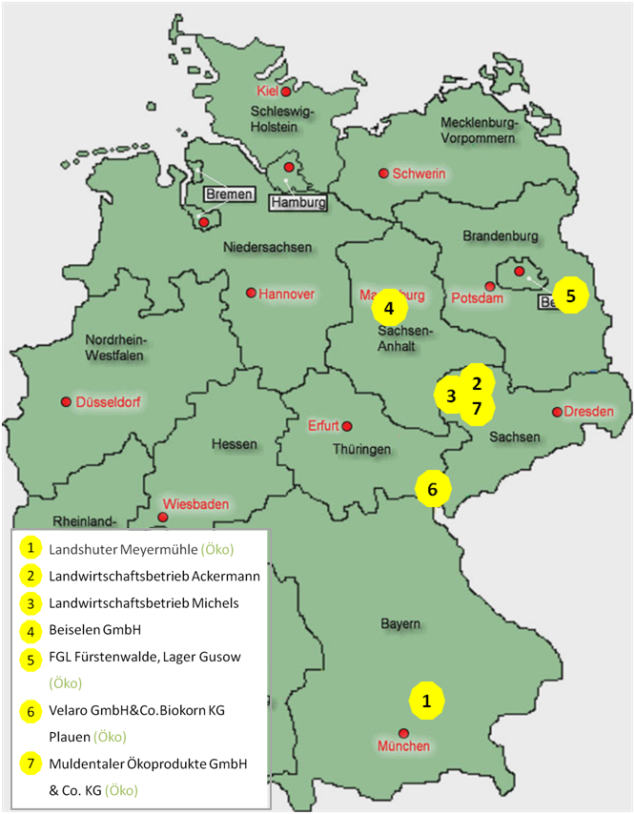 Kiel
Schleswig-
Holstein
Mecklenburg-
Vorpommern
Schwerin
Bremen
Hamburg
Brandenburg
Niedersachsen
Hannover
Potsdam
5
4
Sachsen-
Anhalt
Nordrhein-
Westfalen
Düsseldorf
2
3
7
Dresden
Sachsen
Erfurt
Thüringen
Hessen
6
Wiesbaden
Rheinland-
Bayern
1
München
1 Landshuter Meyermühle (Öko)
2 Landwirtschaftsbetrieb Ackermann
3 Landwirtschaftsbetrieb Michels
4 Beiselen GmbH
5 FGL Fürstenwalde, Lager Gusow
(Öko)
6 Velaro GmbH&Co.Biokorn KG
Plauen (Öko)
7 Muldentaler Ökoprodukte GmbH
& Co. KG (Öko)